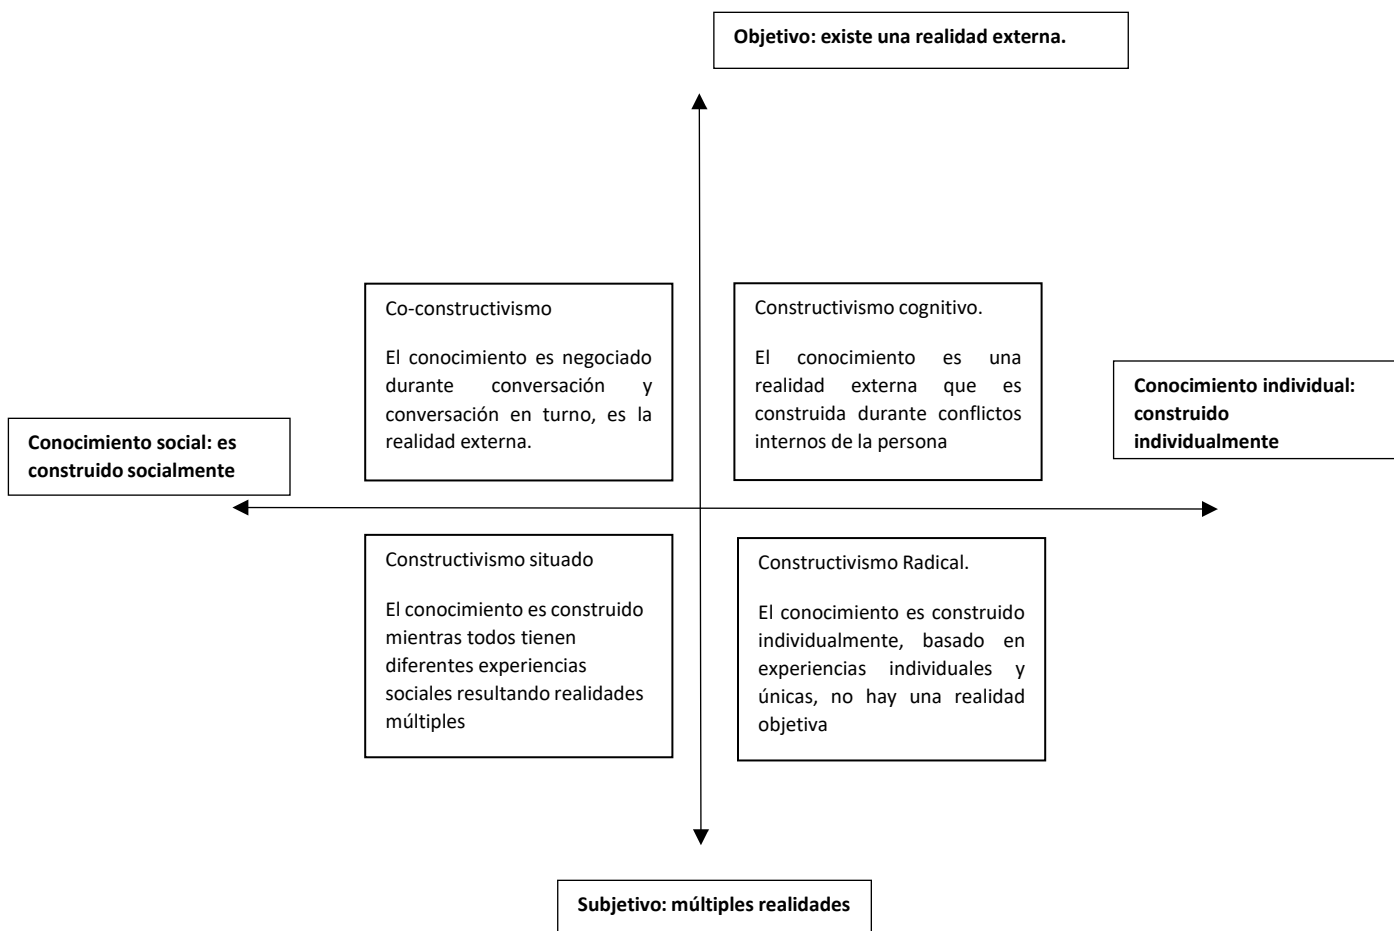 Objetivo: existe una realidad externa.
Co-constructivismo
El conocimiento es negociado
durante conversación y
conversación en turno, es la
realidad externa.
Constructivismo cognitivo.
El conocimiento es una
realidad externa que es
construida durante conflictos
internos de la persona
Conocimiento individual:
construido
individualmente
Conocimiento social: es
construido socialmente
Constructivismo situado
El conocimiento es construido
mientras todos tienen
diferentes experiencias
sociales resultando realidades
múltiples
Constructivismo Radical.
El conocimiento es construido
individualmente, basado en
experiencias individuales y
únicas, no hay una realidad
objetiva
Subjetivo: múltiples realidades